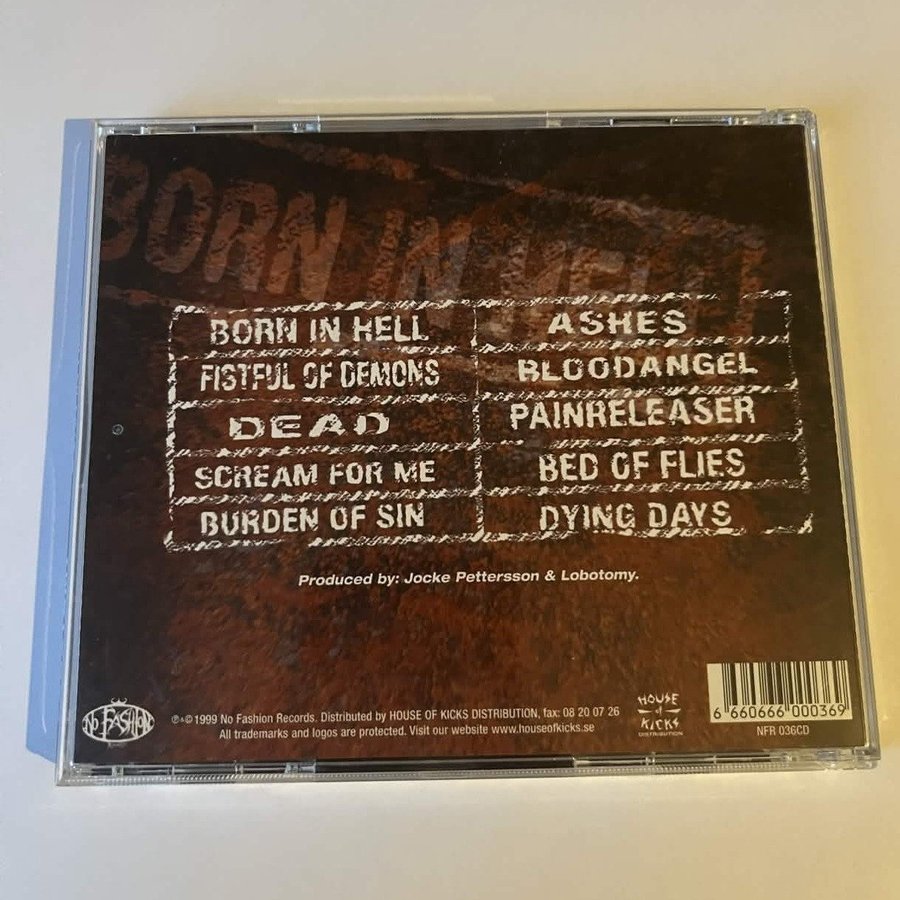 BORN IN HELL
BORN IN HELL
FISTFUL OF DEMONS
DEAD
SCREAM FOR ME
BURDEN OF SIN
ASHES
BLOODANGEL
PAINRELEASER
BED OF FLIES
DYING DAYS
Produced by: Jocke Pettersson & Lobotomy.
NO FASHION
℗&© 1999 No Fashion Records. Distributed by HOUSE OF KICKS DISTRIBUTION, fax: 08 20 07 26
All trademarks and logos are protected. Visit our website www.houseofkicks.se
HOUSE
of
KICKS
DISTRIBUTION
6 660666 000369
NFR 036CD